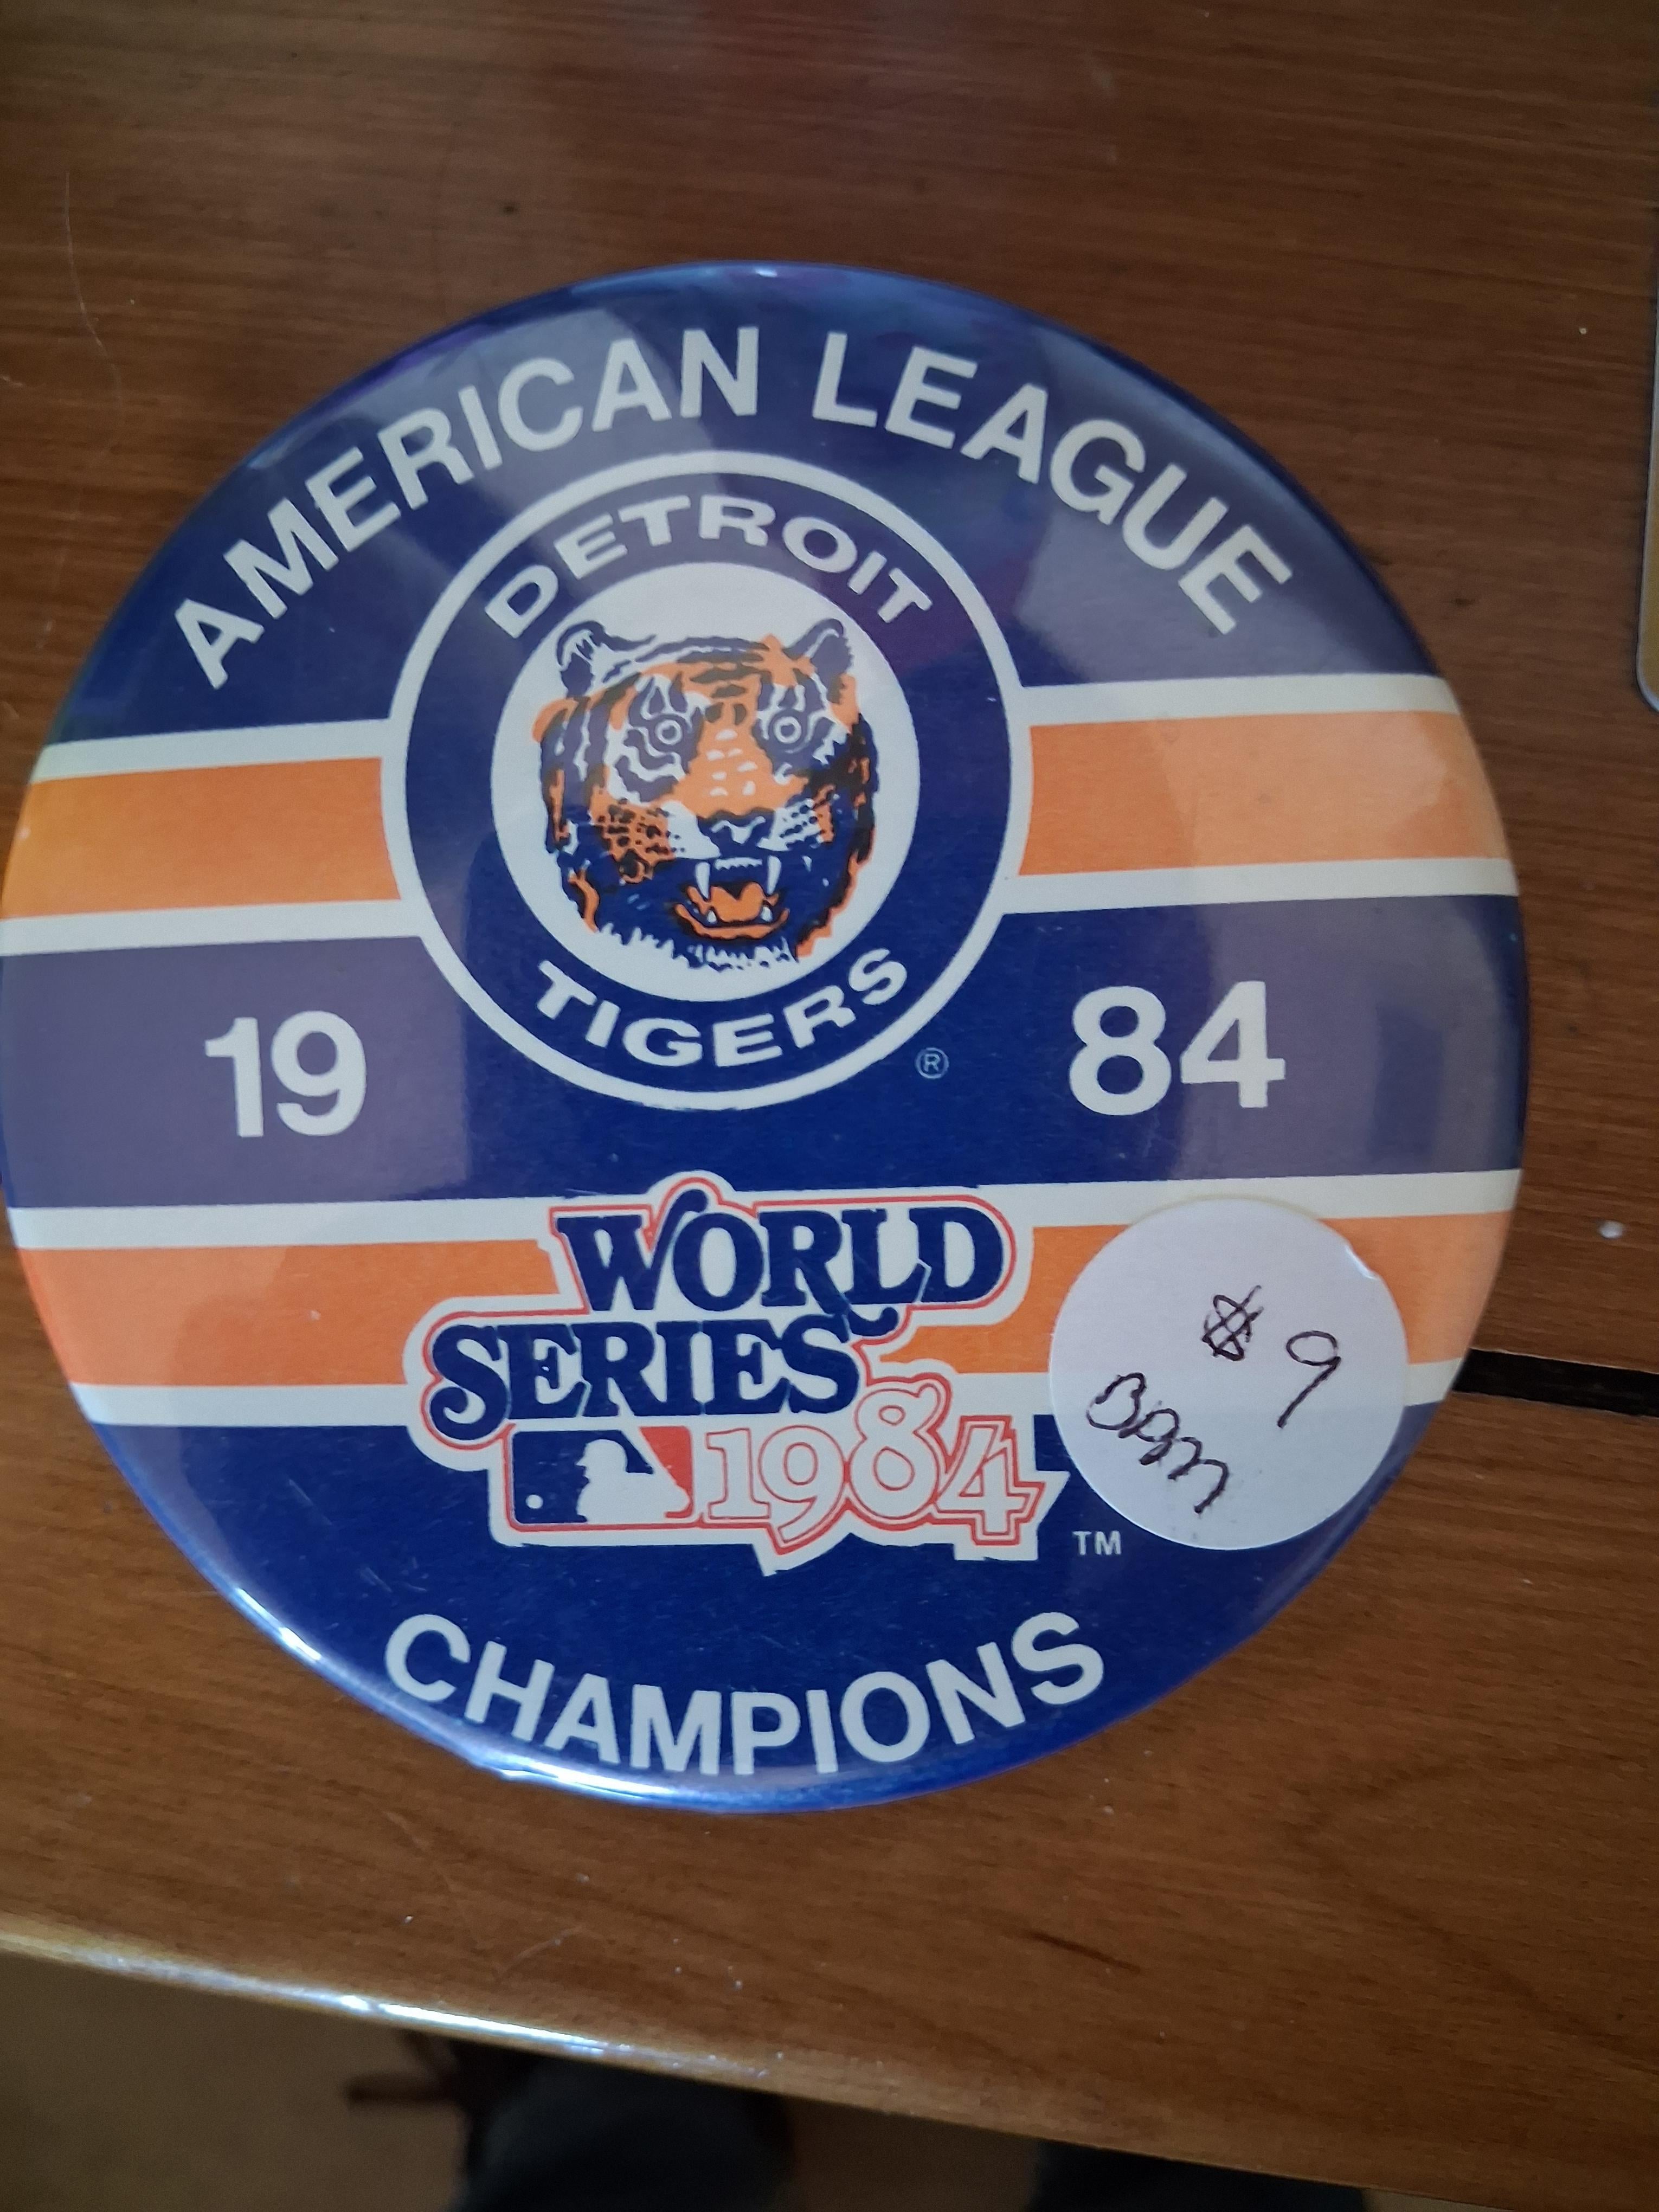 AMERICAN LEAGUE
DETROIT
TIGERS
®
19 84
WORLD
SERIES
1984
TM
$9
CHAMPIONS